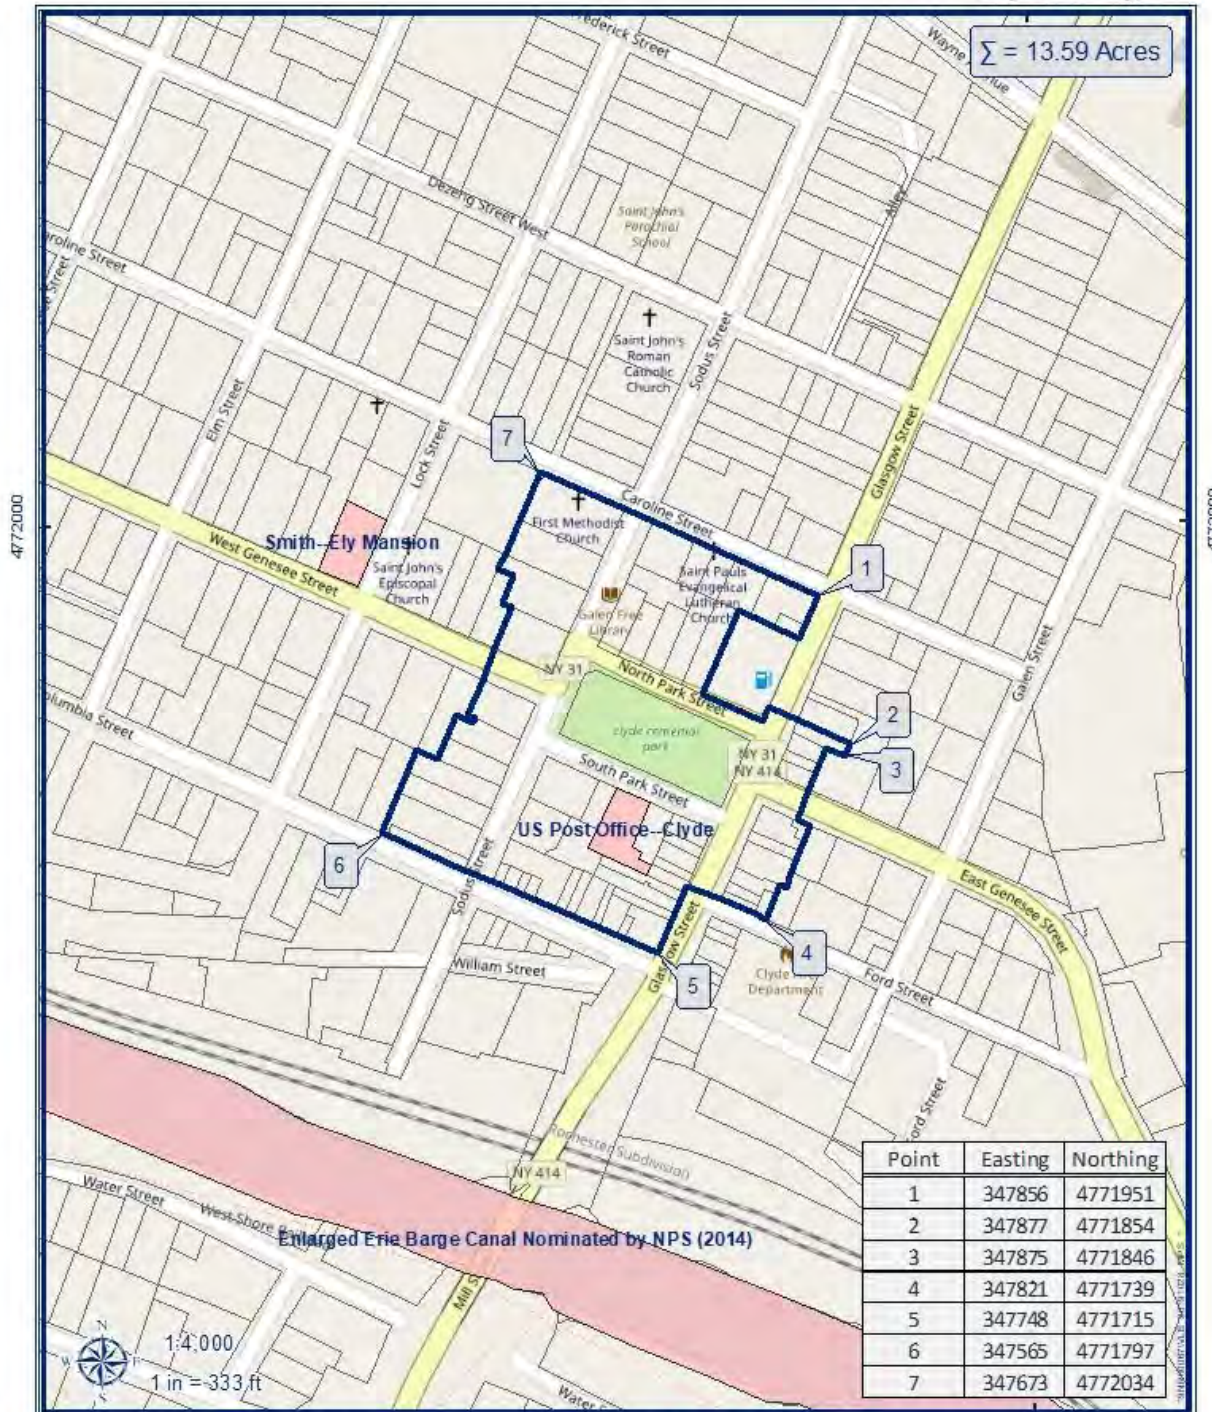 Frederick Street
Wayne
∑ = 13.59 Acres
Dezeng Street West
Saint John's
Parochial
School
Alley
Caroline Street
Saint John's
Roman
Catholic
Church
Sodus Street
Elm Street
Lock Street
Glasgow Street
7
4772000
Caroline Street
First Methodist
Church
Smith--Ely Mansion
West Genesee Street
Saint John's
Episcopal
Church
Saint Pauls
Evangelical
Lutheran
Church
1
Galen Free
Library
Galen Street
NY 31
North Park Street
2
3
Columbia Street
clyde cememal
park
NY 31
NY 414
South Park Street
US Post Office--Clyde
6
Sodus Street
East Genesee Street
4
Glasgow Street
5
William Street
Clyde
Department
Ford Street
Ford Street
Rochester Subdivision
NY 414
Water Street
West Shore
Enlarged Erie Barge Canal Nominated by NPS (2014)
Mill S
Water S
N
W E
S
1:4,000
1 in = 333 ft
Point Easting Northing
1 347856 4771951
2 347877 4771854
3 347875 4771846
4 347821 4771739
5 347748 4771715
6 347565 4771797
7 347673 4772034